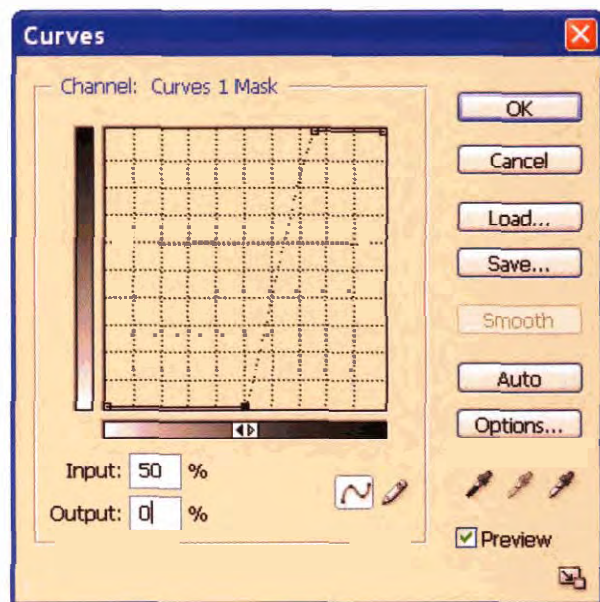 Curves
Channel: Curves 1 Mask
OK
Cancel
Load...
Save...
Smooth
Auto
Options...
Input: 50 %
Output: 0 %
Preview